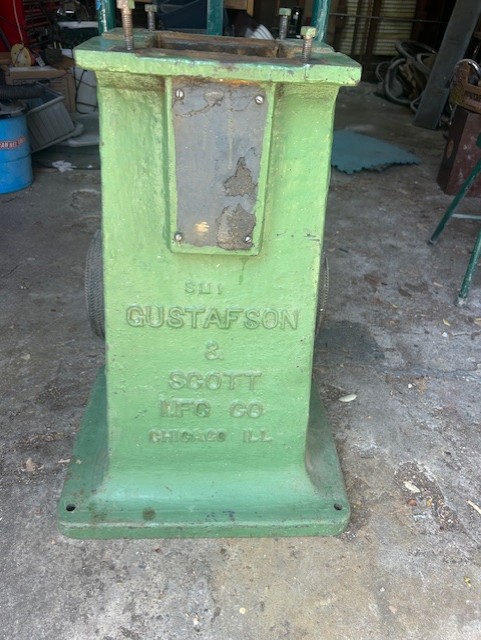 GUSTAFSON
&
SCOTT
MFG CO
CHICAGO ILL